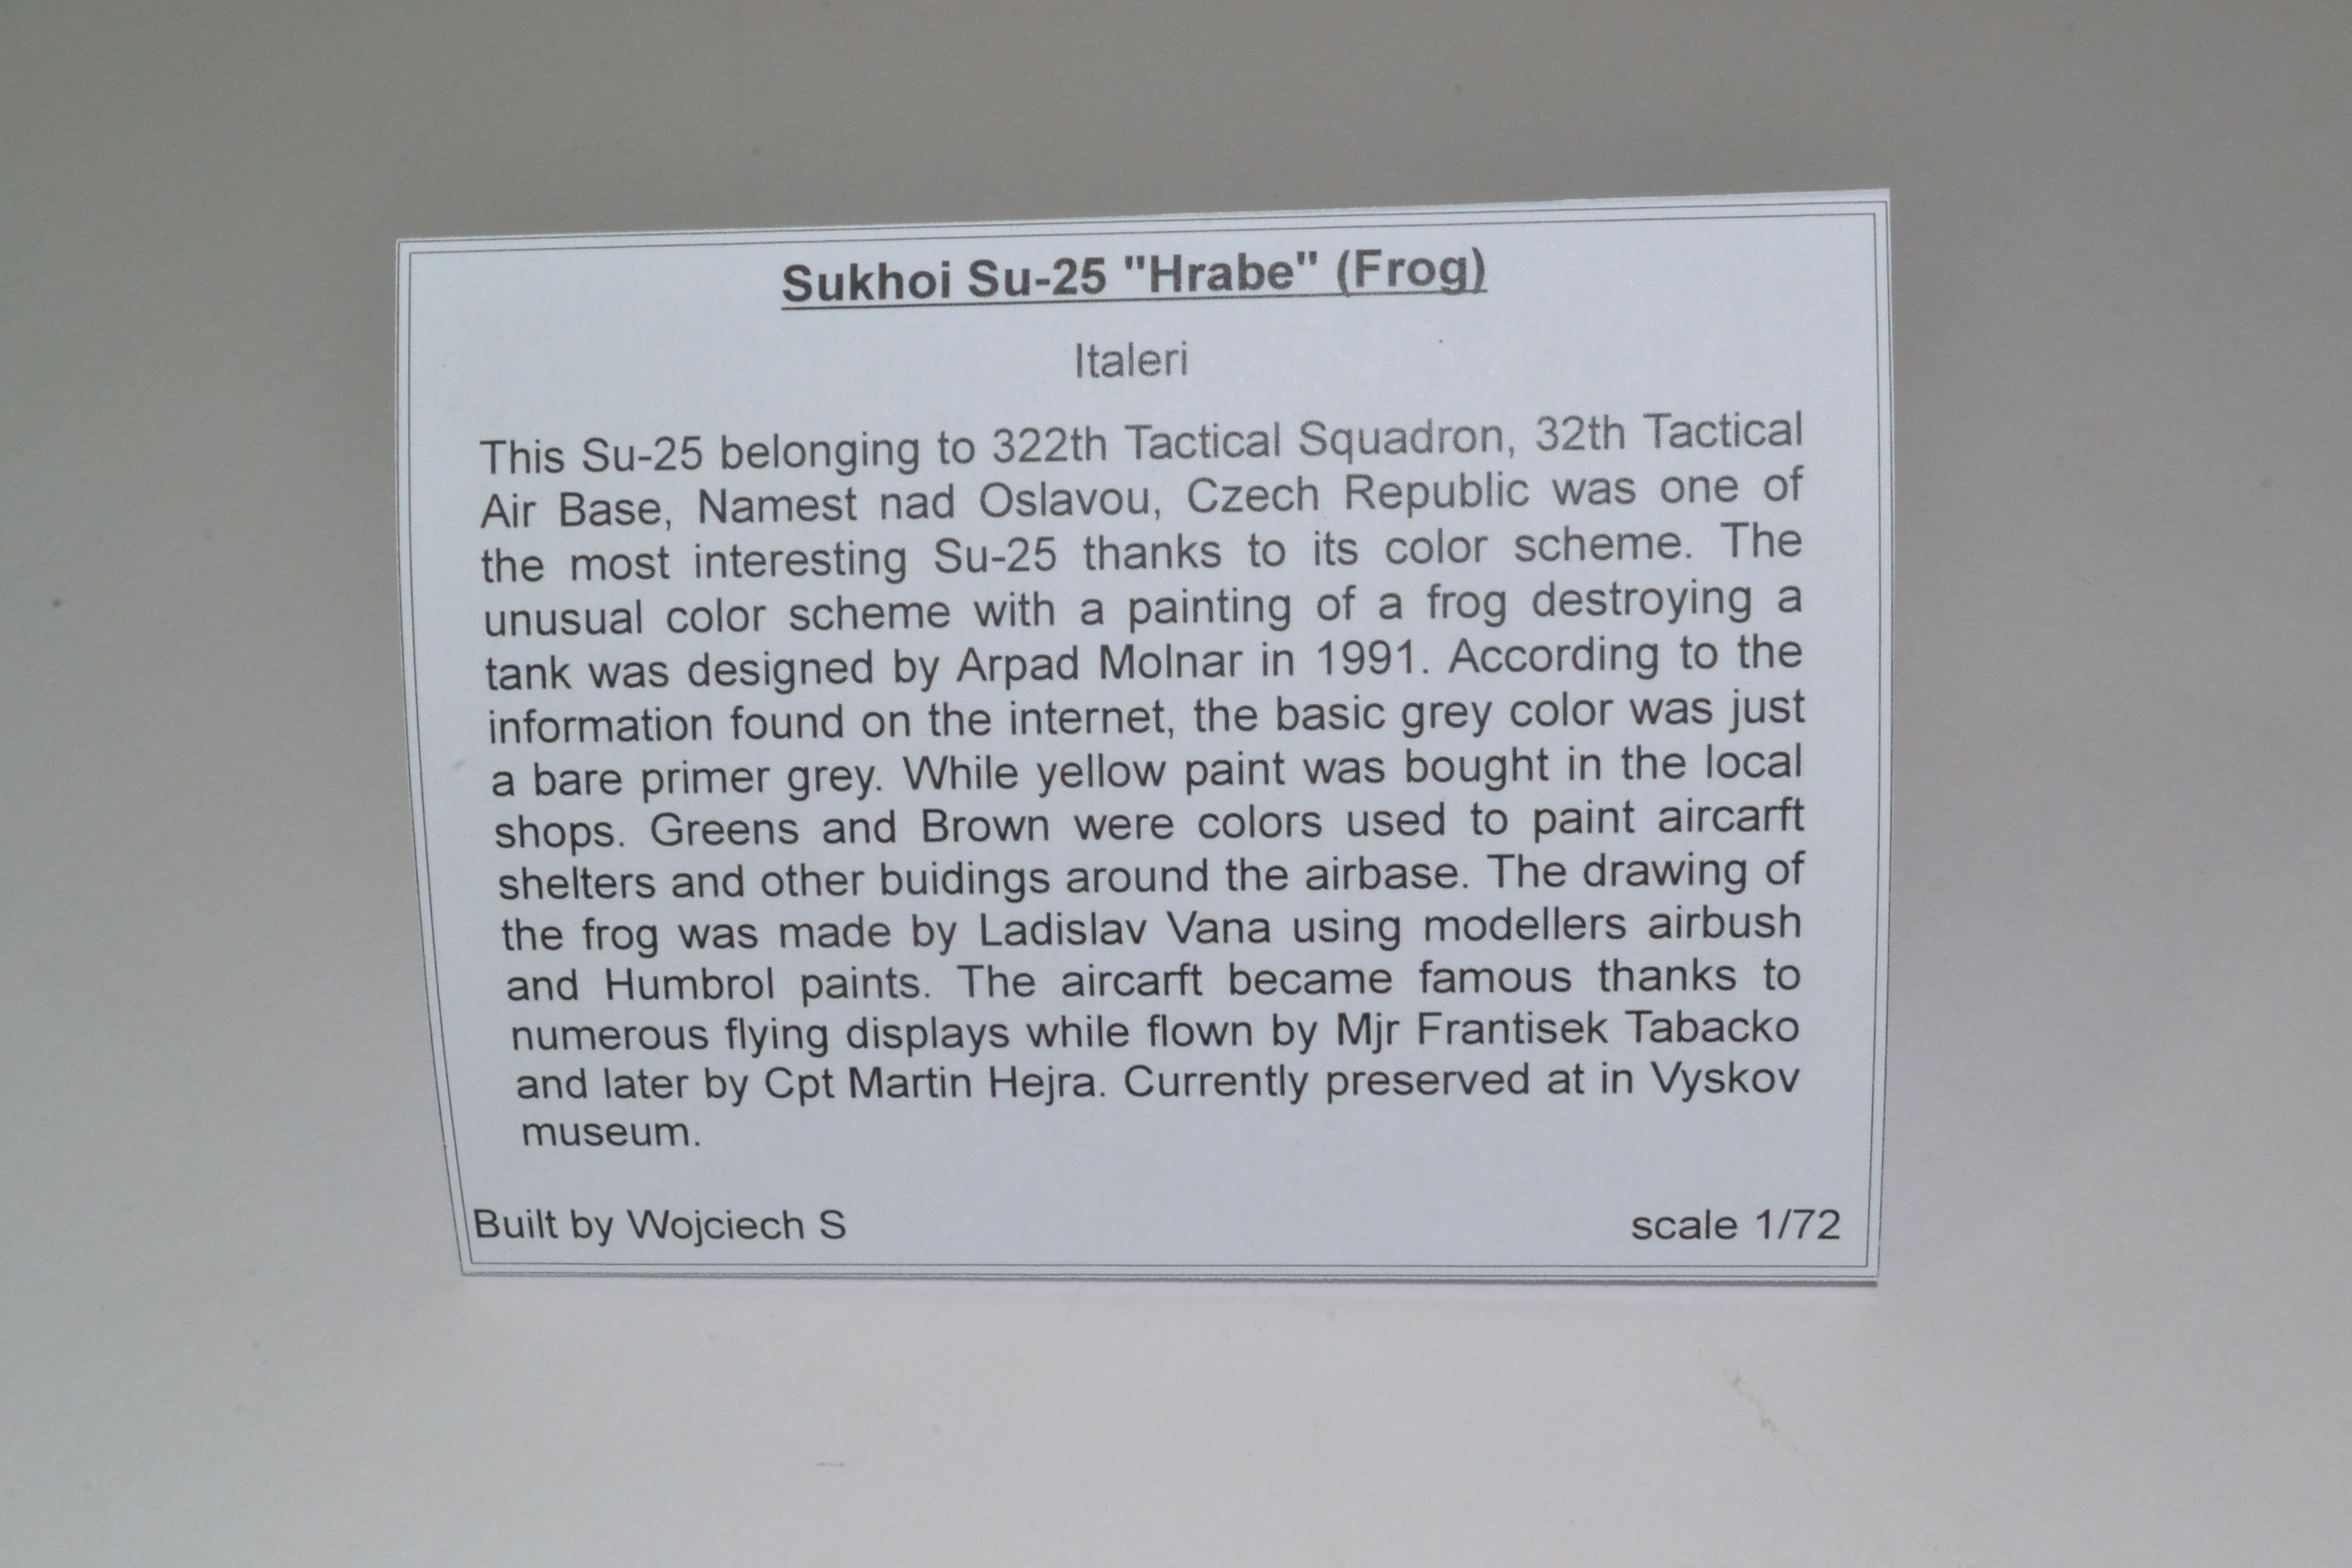 Sukhoi Su-25 "Hrabe" (Frog)
Italeri
This Su-25 belonging to 322th Tactical Squadron, 32th Tactical
Air Base, Namest nad Oslavou, Czech Republic was one of
the most interesting Su-25 thanks to its color scheme. The
unusual color scheme with a painting of a frog destroying a
tank was designed by Arpad Molnar in 1991. According to the
information found on the internet, the basic grey color was just
a bare primer grey. While yellow paint was bought in the local
shops. Greens and Brown were colors used to paint aircarft
shelters and other buidings around the airbase. The drawing of
the frog was made by Ladislav Vana using modellers airbush
and Humbrol paints. The aircarft became famous thanks to
numerous flying displays while flown by Mjr Frantisek Tabacko
and later by Cpt Martin Hejra. Currently preserved at in Vyskov
museum.
Built by Wojciech S
scale 1/72